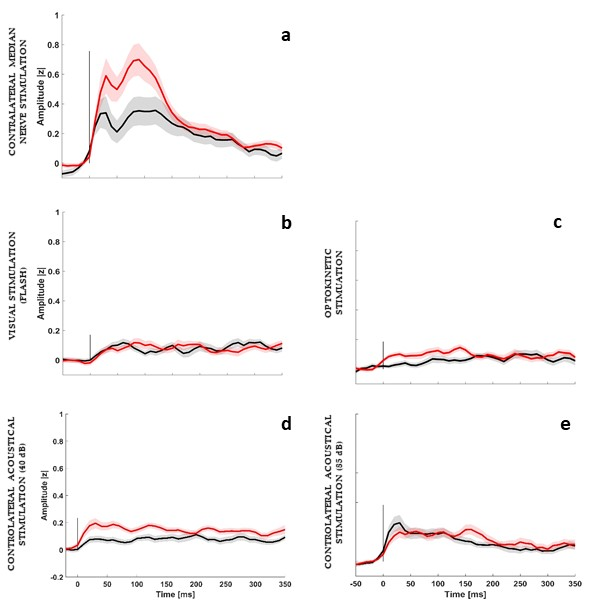 a
CONTRALATERAL MEDIAN
NERVE STIMULATION
Amplitude |z|
1
0.8
0.6
0.4
0.2
0
b
VISUAL STIMULATION
(FLASH)
Amplitude |z|
1
0.8
0.6
0.4
0.2
0
c
OPTOKINETIC
STIMUATION
d
CONTROLATERAL ACOUSTICAL
STIMULATION (40 dB)
Amplitude |z|
1
0.8
0.6
0.4
0.2
0
-0.2
0 50 100 150 200 250 300 350
Time [ms]
e
CONTROLATERAL ACOUSTICAL
STIMULATION (85 dB)
-50 0 50 100 150 200 250 300 350
Time [ms]